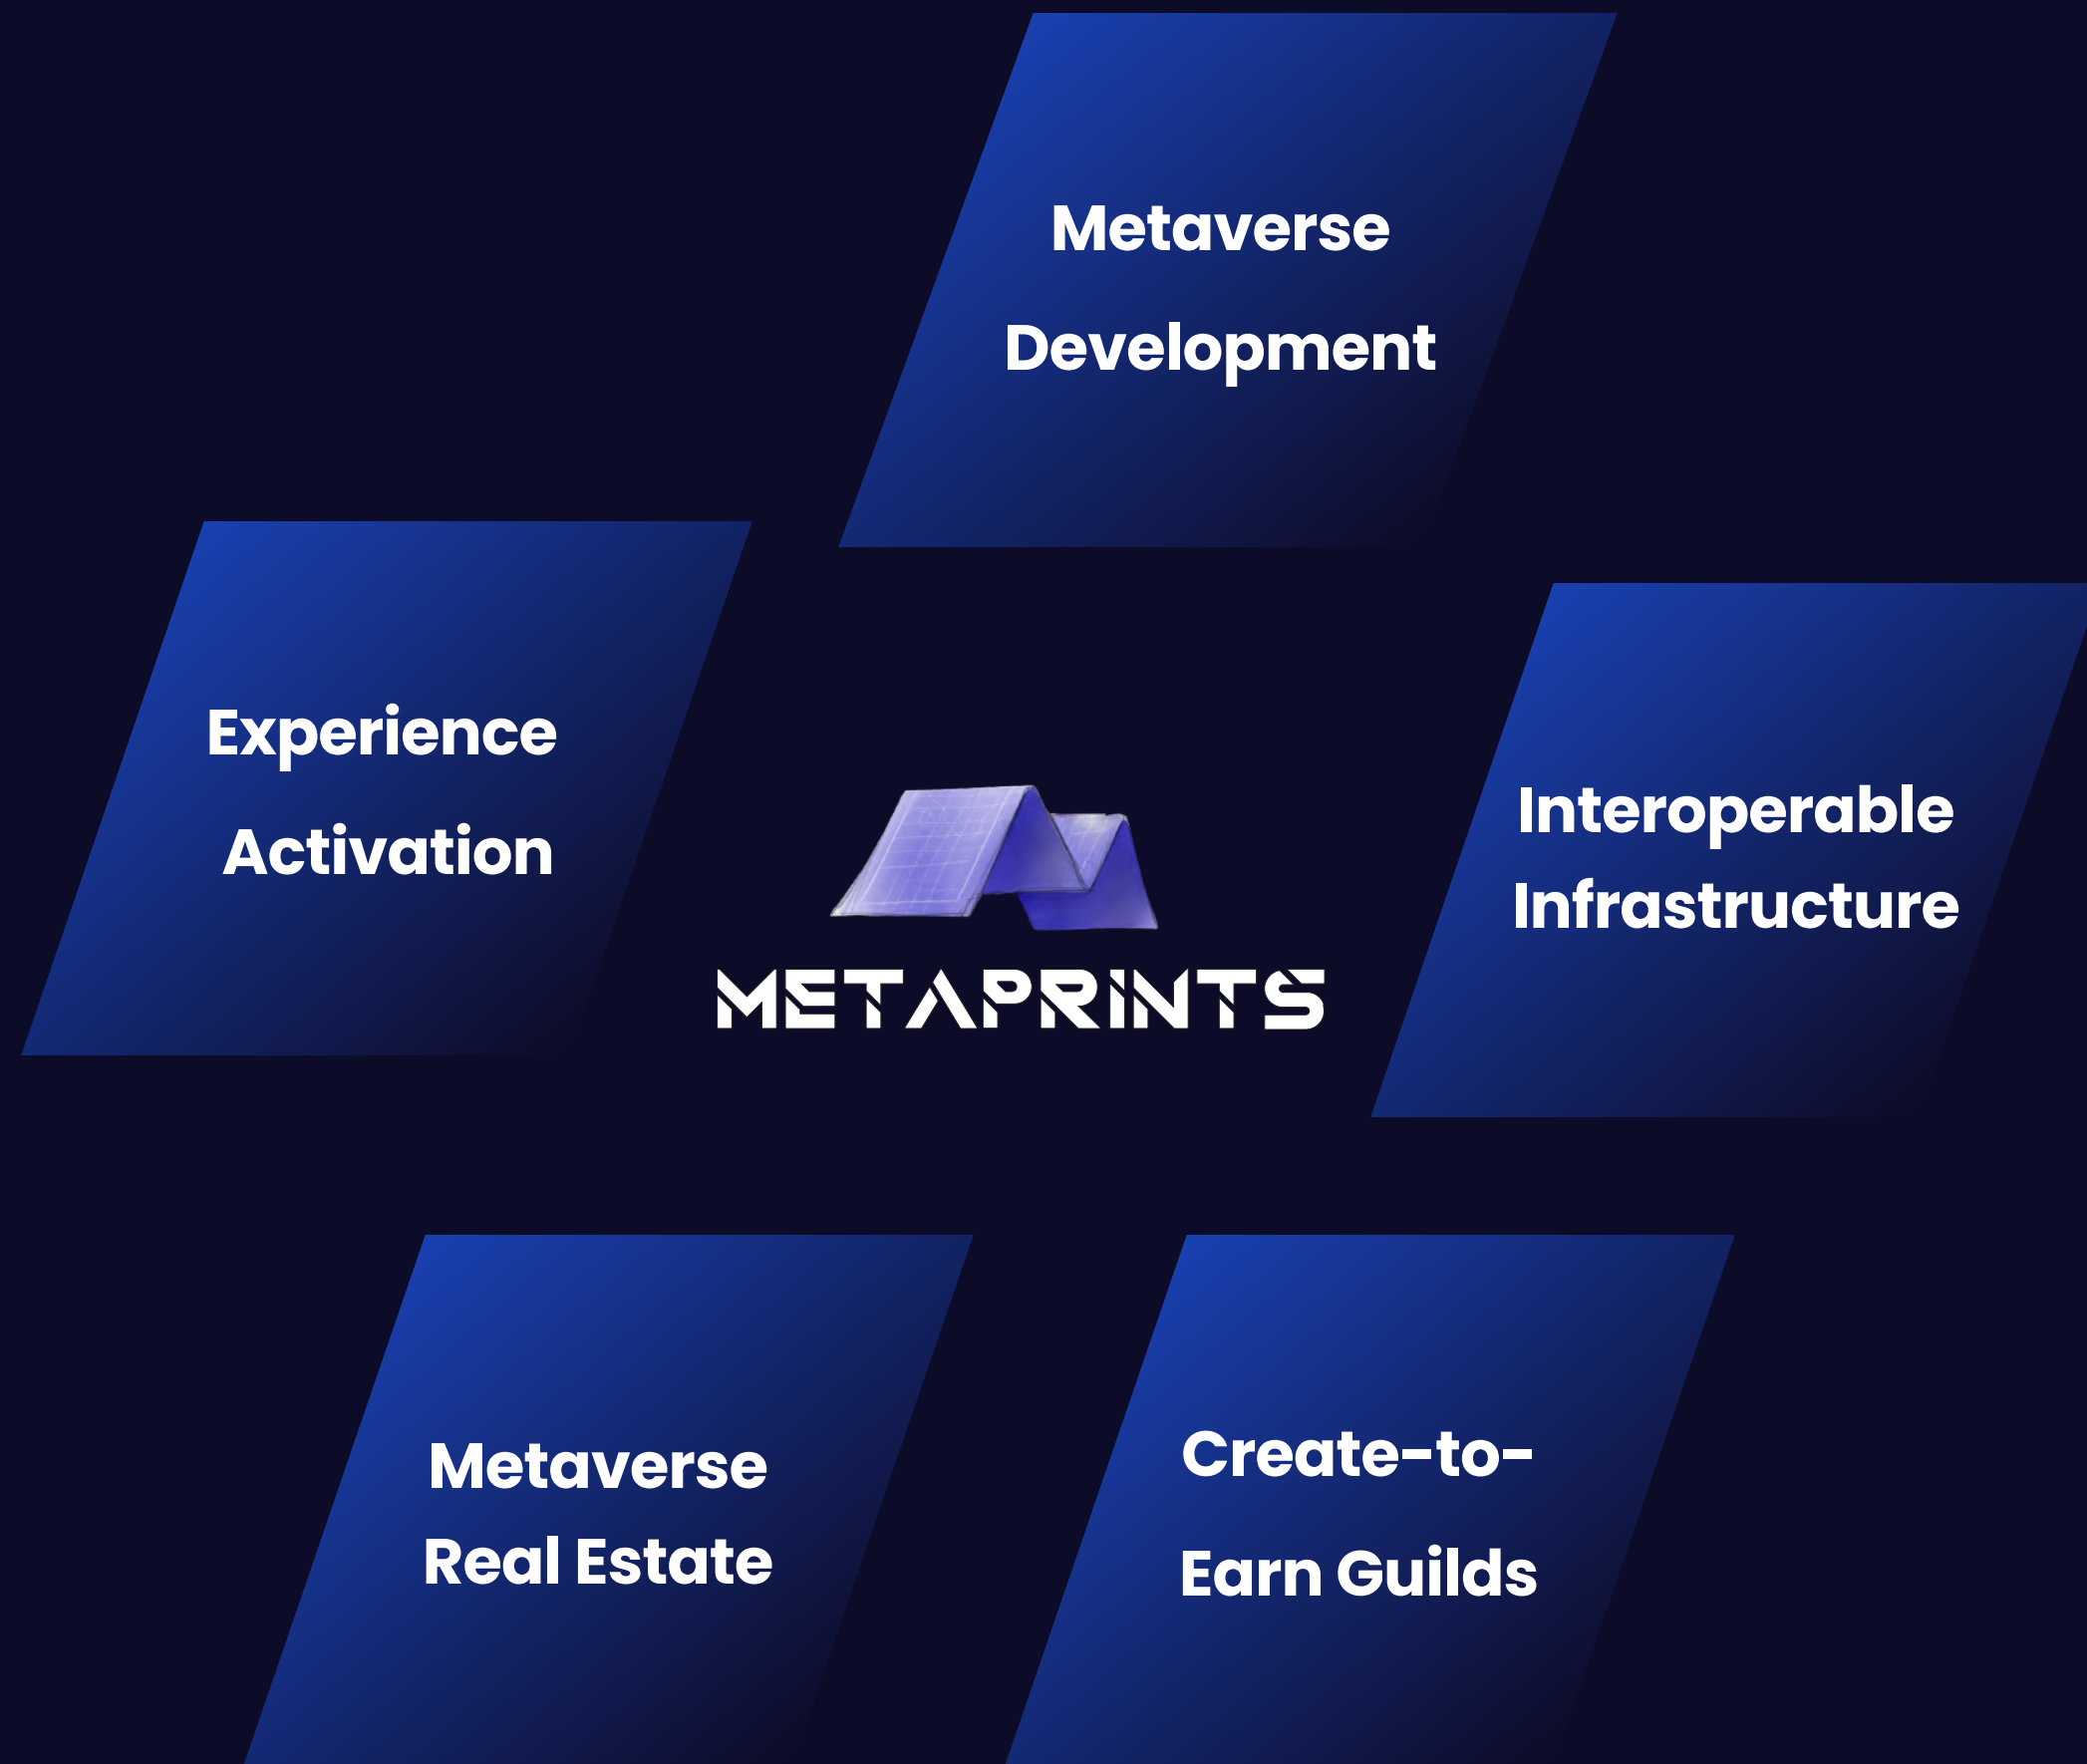 Metaverse
Development
Experience
Activation
Interoperable
Infrastructure
METAPRINTS
Metaverse
Real Estate
Create-to-
Earn Guilds